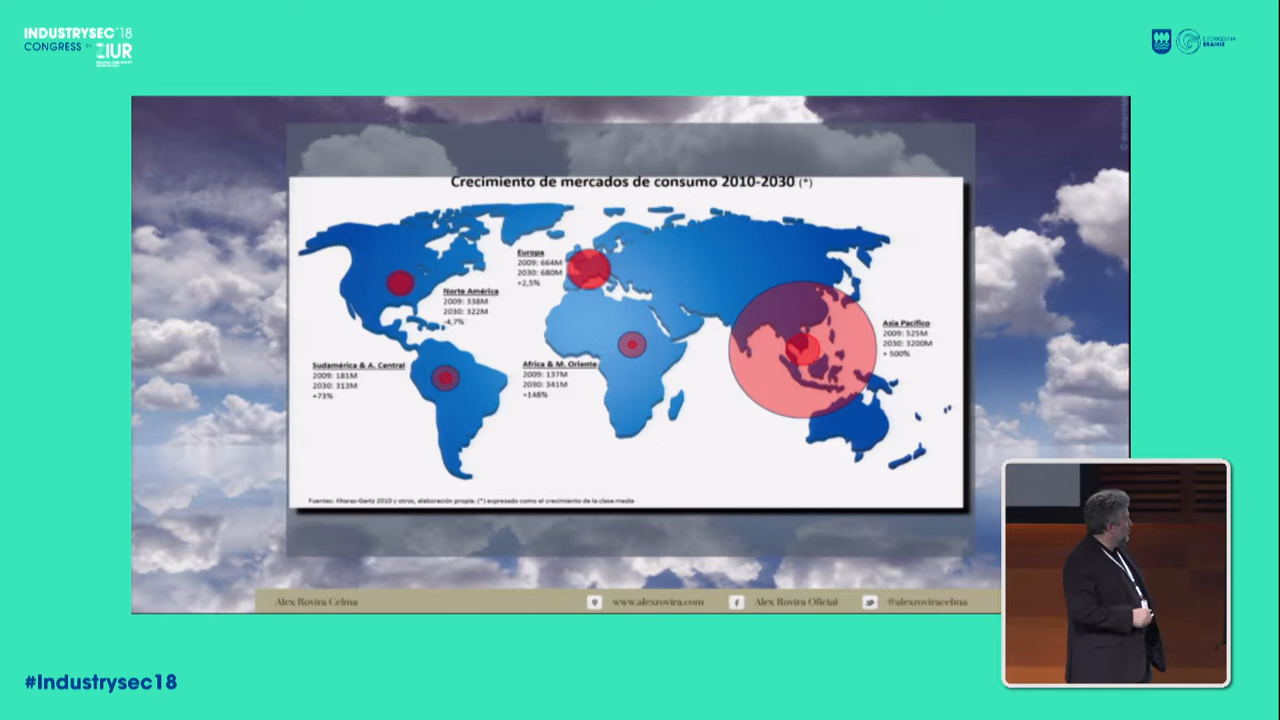 INDUSTRYSEC´18
CONGRESS BY ZIUR
Crecimiento de mercados de consumo 2010-2030 (*)
Europa
2009: 664M
2030: 680M
+2,5%
Norte América
2009: 338M
2030: 322M
-4,7%
Asia Pacífico
2009: 525M
2030: 3200M
+ 500%
Sudamérica & A. Central
2009: 181M
2030: 313M
+73%
Africa & M. Oriente
2009: 137M
2030: 341M
+148%
Fuentes: Kharas-Gertz 2010 y otros, elaboración propia. (*) expresado como el crecimiento de la clase media
Alex Rovira Celma
www.alexrovira.com
Alex Rovira Oficial
@alexroviracelma
#Industrysec18